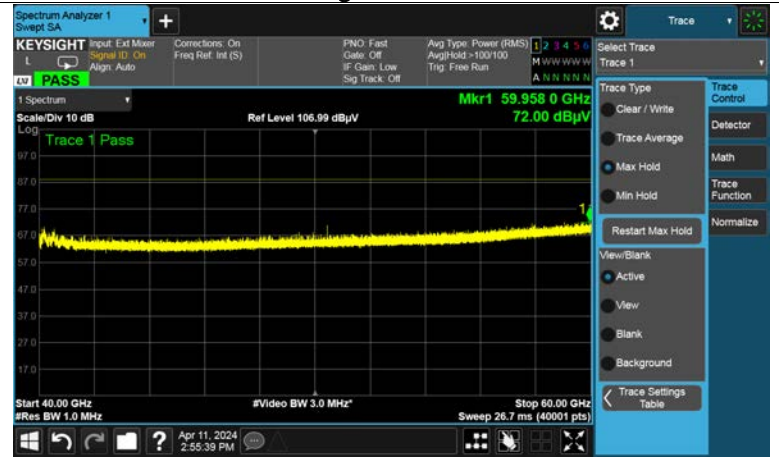 Spectrum Analyzer 1
Swept SA
+
Trace
KEYSIGHT
L
LXI
PASS
Input: Ext Mixer
Signal ID: On
Align: Auto
Corrections: On
Freq Ref: Int (S)
PNO: Fast
Gate: Off
IF Gain: Low
Sig Track: Off
Avg Type: Power (RMS)
Avg|Hold:>100/100
Trig: Free Run
1 2 3 4 5 6
M W W W W W
A N N N N N
Select Trace
Trace 1
1 Spectrum
Scale/Div 10 dB
Log
Ref Level 106.99 dBµV
Mkr1 59.958 0 GHz
72.00 dBµV
Trace 1 Pass
97.0
87.0
77.0
67.0
57.0
47.0
37.0
27.0
17.0
1
Start 40.00 GHz
#Res BW 1.0 MHz
#Video BW 3.0 MHz*
Stop 60.00 GHz
Sweep 26.7 ms (40001 pts)
Trace Type
Clear / Write
Trace Average
Max Hold
Min Hold
Restart Max Hold
View/Blank
Active
View
Blank
Background
Trace Settings
Table
Trace
Control
Detector
Math
Trace
Function
Normalize
?
Apr 11, 2024
2:55:39 PM